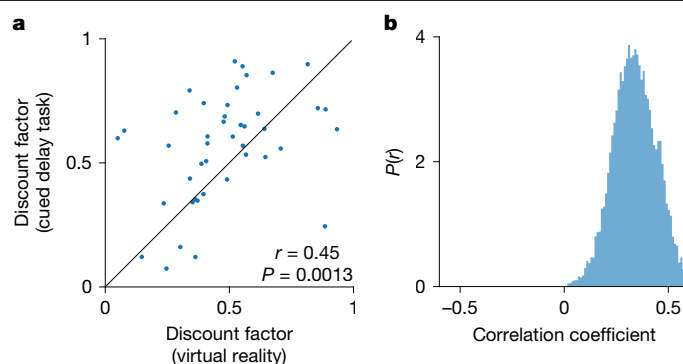 a
1
0.5
0
Discount factor
(cued delay task)
r = 0.45
P = 0.0013
0
0.5
1
Discount factor
(virtual reality)
b
4
2
0
P(r)
−0.5
0
0.5
Correlation coefficient